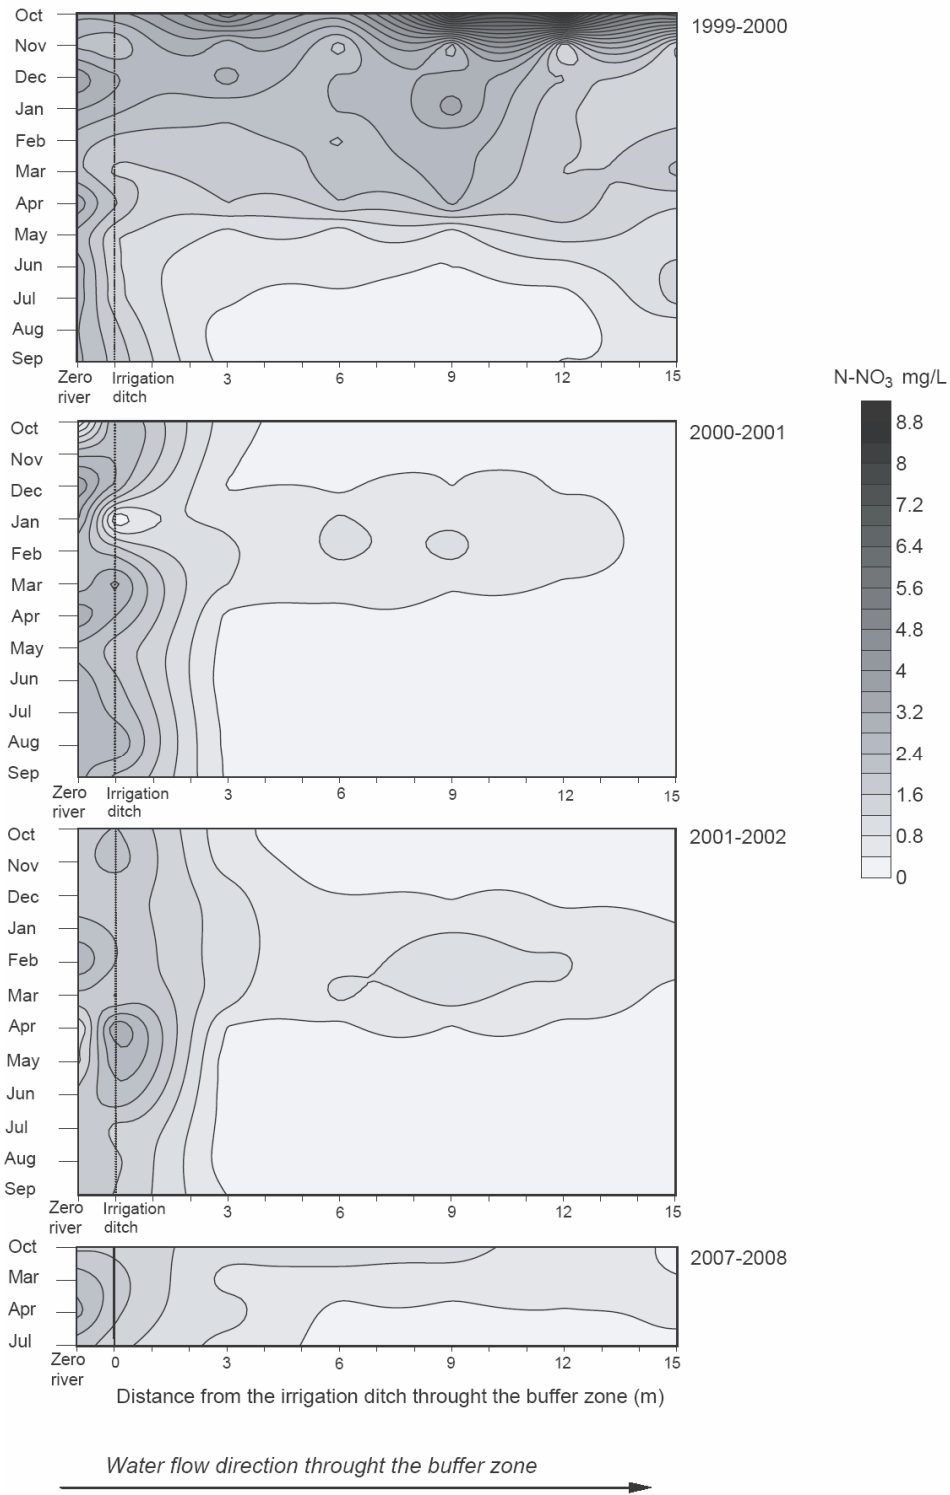 1999-2000
Oct
Nov
Dec
Jan
Feb
Mar
Apr
May
Jun
Jul
Aug
Sep
Zero river
Irrigation ditch
3
6
9
12
15
2000-2001
Oct
Nov
Dec
Jan
Feb
Mar
Apr
May
Jun
Jul
Aug
Sep
Zero river
Irrigation ditch
3
6
9
12
15
2001-2002
Oct
Nov
Dec
Jan
Feb
Mar
Apr
May
Jun
Jul
Aug
Sep
Zero river
Irrigation ditch
3
6
9
12
15
2007-2008
Oct
Mar
Apr
Jul
Zero river
0
3
6
9
12
15
Distance from the irrigation ditch throught the buffer zone (m)
Water flow direction throught the buffer zone
N-NO₃ mg/L
8.8
8
7.2
6.4
5.6
4.8
4
3.2
2.4
1.6
0.8
0